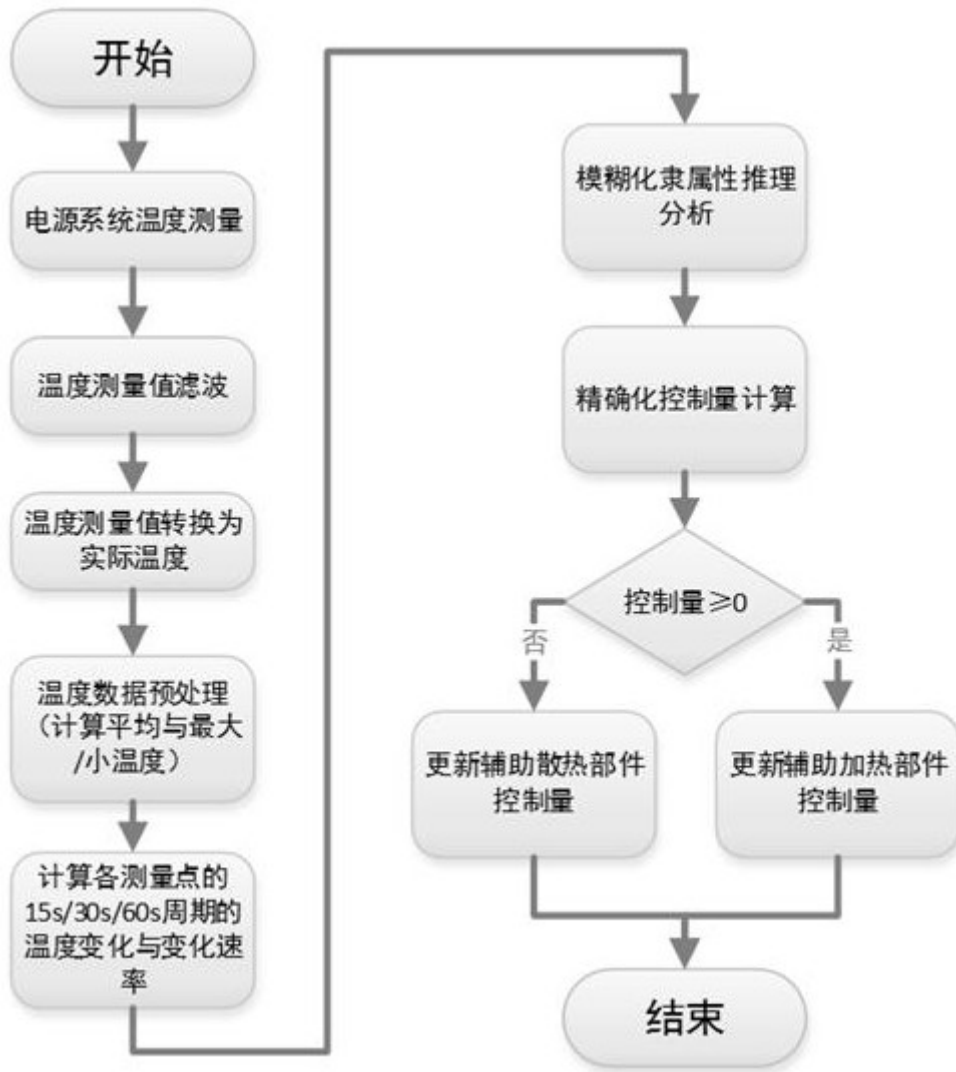 开始
电源系统温度测量
温度测量值滤波
温度测量值转换为
实际温度
温度数据预处理
（计算平均与最大
/小温度）
计算各测量点的
15s/30s/60s周期的
温度变化与变化速
率
模糊化隶属性推理
分析
精确化控制量计算
控制量≥0
否
是
更新辅助散热部件
控制量
更新辅助加热部件
控制量
结束